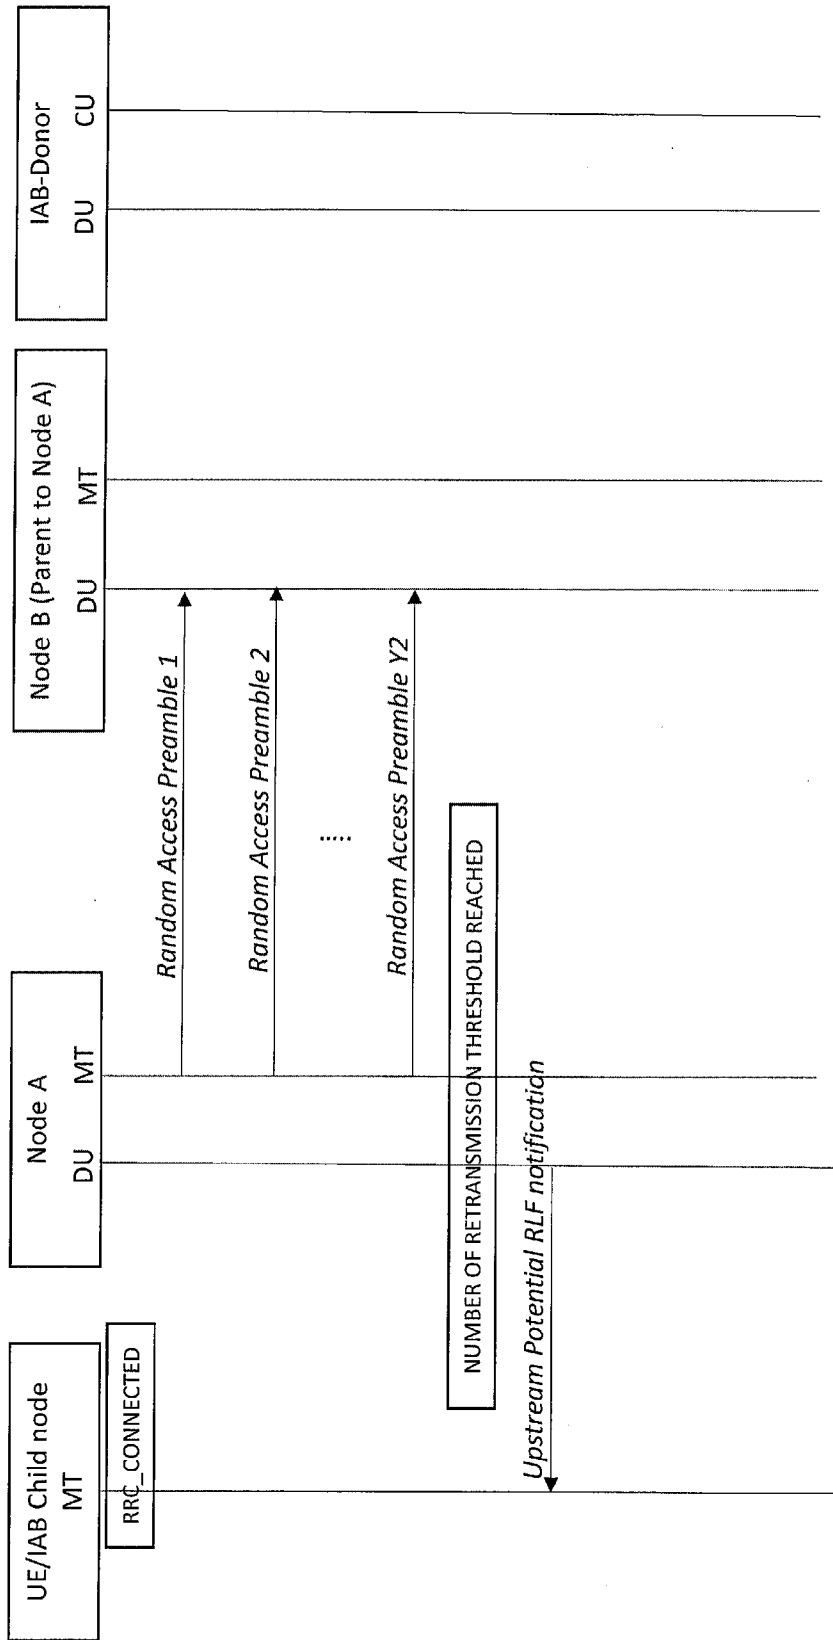 UE/IAB Child node
MT
Node A
DU MT
Node B (Parent to Node A)
DU MT
IAB-Donor
DU CU
RRC_CONNECTED
Random Access Preamble 1
Random Access Preamble 2
.....
Random Access Preamble Y2
NUMBER OF RETRANSMISSION THRESHOLD REACHED
Upstream Potential RLF notification